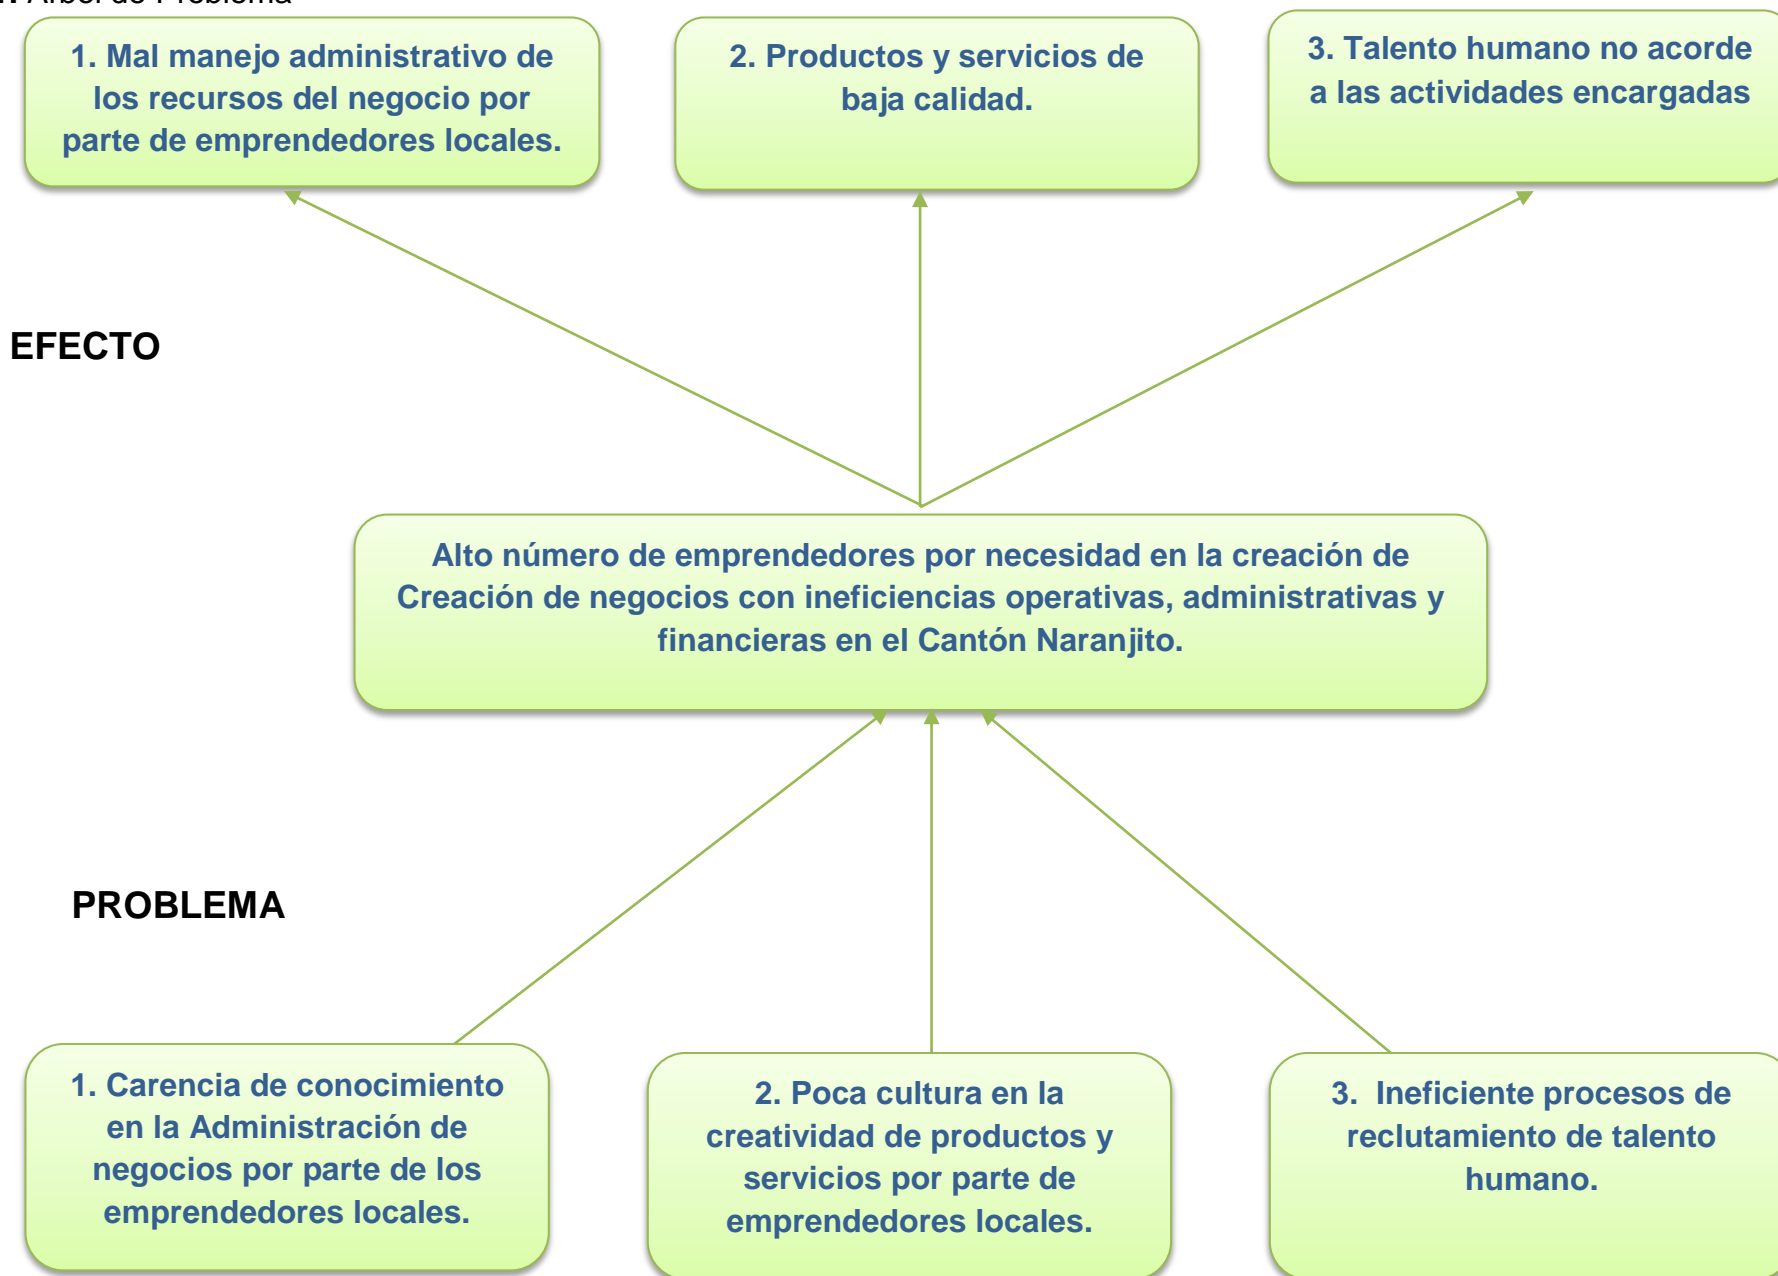 Árbol de Problema
1. Mal manejo administrativo de
los recursos del negocio por
parte de emprendedores locales.
2. Productos y servicios de
baja calidad.
3. Talento humano no acorde
a las actividades encargadas
EFECTO
Alto número de emprendedores por necesidad en la creación de
Creación de negocios con ineficiencias operativas, administrativas y
financieras en el Cantón Naranjito.
PROBLEMA
1. Carencia de conocimiento
en la Administración de
negocios por parte de los
emprendedores locales.
2. Poca cultura en la
creatividad de productos y
servicios por parte de
emprendedores locales.
3. Ineficiente procesos de
reclutamiento de talento
humano.